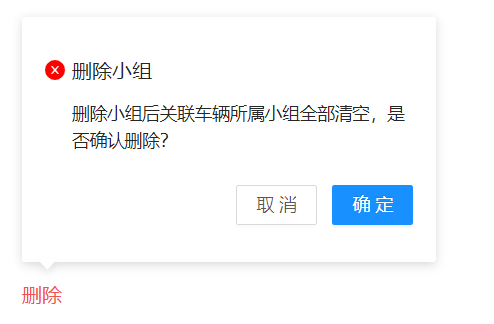 删除小组
删除小组后关联车辆所属小组全部清空，是
否确认删除？
取 消
确 定
删除